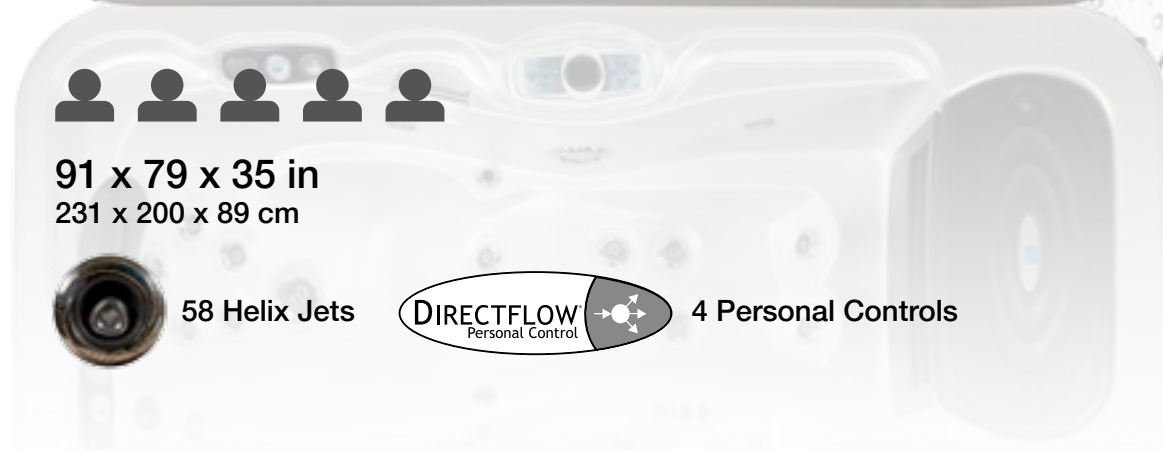 91 x 79 x 35 in
231 x 200 x 89 cm
58 Helix Jets
DIRECTFLOW
Personal Control
4 Personal Controls